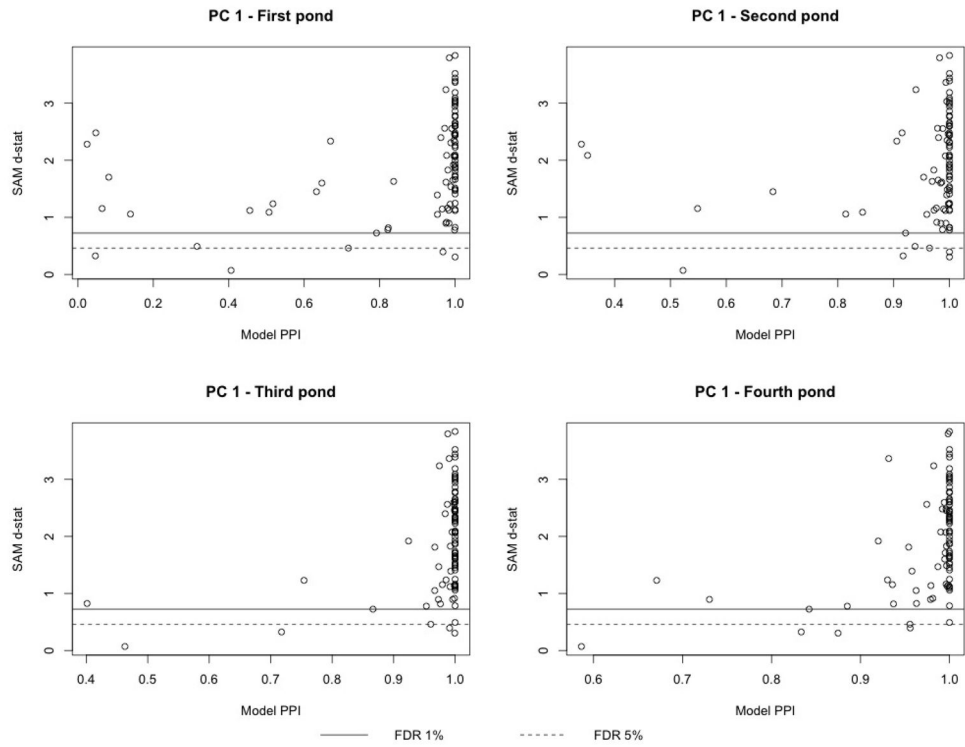 PC 1 - First pond
SAM d-stat
3
2
1
0
0.0 0.2 0.4 0.6 0.8 1.0
Model PPI
PC 1 - Second pond
SAM d-stat
3
2
1
0
0.4 0.5 0.6 0.7 0.8 0.9 1.0
Model PPI
PC 1 - Third pond
SAM d-stat
3
2
1
0
0.4 0.5 0.6 0.7 0.8 0.9 1.0
Model PPI
PC 1 - Fourth pond
SAM d-stat
3
2
1
0
0.6 0.7 0.8 0.9 1.0
Model PPI
FDR 1% FDR 5%